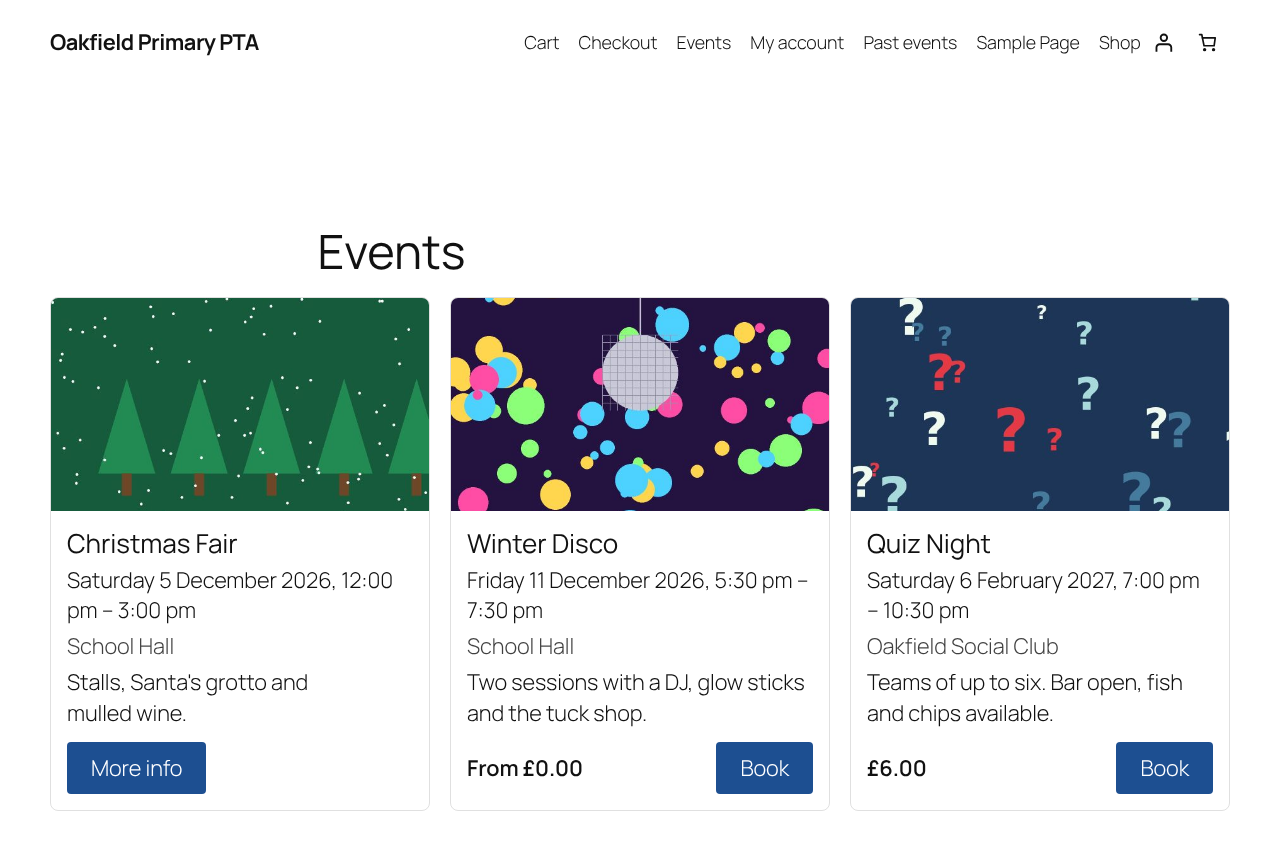 Oakfield Primary PTA
Cart Checkout Events My account Past events Sample Page Shop
Events
Christmas Fair
Saturday 5 December 2026, 12:00
pm – 3:00 pm
School Hall
Stalls, Santa's grotto and
mulled wine.
More info
Winter Disco
Friday 11 December 2026, 5:30 pm –
7:30 pm
School Hall
Two sessions with a DJ, glow sticks
and the tuck shop.
From £0.00
Book
? ? ? ? ? ? ? ? ? ? ? ? ? ? ? ? ? ? ? ?
Quiz Night
Saturday 6 February 2027, 7:00 pm
– 10:30 pm
Oakfield Social Club
Teams of up to six. Bar open, fish
and chips available.
£6.00
Book